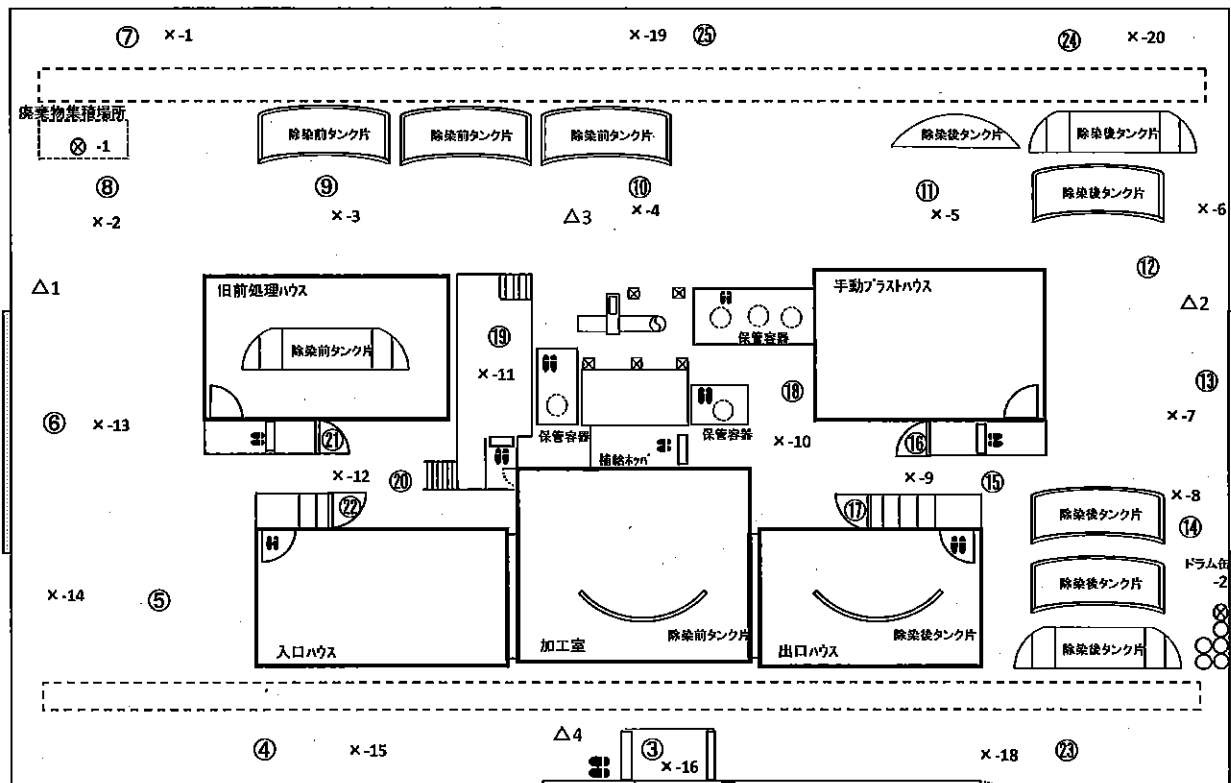 ⑦ ×-1 ×-19 ㉕ ㉔ ×-20
廃棄物集積場所
⊗ -1
除染前タンク片 除染前タンク片 除染前タンク片 除染後タンク片 除染後タンク片
⑧ ⑨ ⑩ ⑪ 除染後タンク片
×-2 ×-3 △3 ×-4 ×-5 ×-6
⑫
△1 旧前処理ハウス 手動ブラストハウス △2
⑲ 保管容器
除染前タンク片
×-11 ⑱ ⑬
⑥ ×-13 保管容器 保管容器 ×-7
㉑ 補給ホッパ ×-10 ⑯
×-12 ⑳ ×-9 ⑮
㉒ ⑰ 除染後タンク片 ×-8
⑭
ドラム缶
-2
×-14 ⑤ 除染後タンク片
入口ハウス 加工室 除染前タンク片 出口ハウス 除染後タンク片 除染後タンク片
④ ×-15 △4 ③ ×-16 ×-18 ㉓